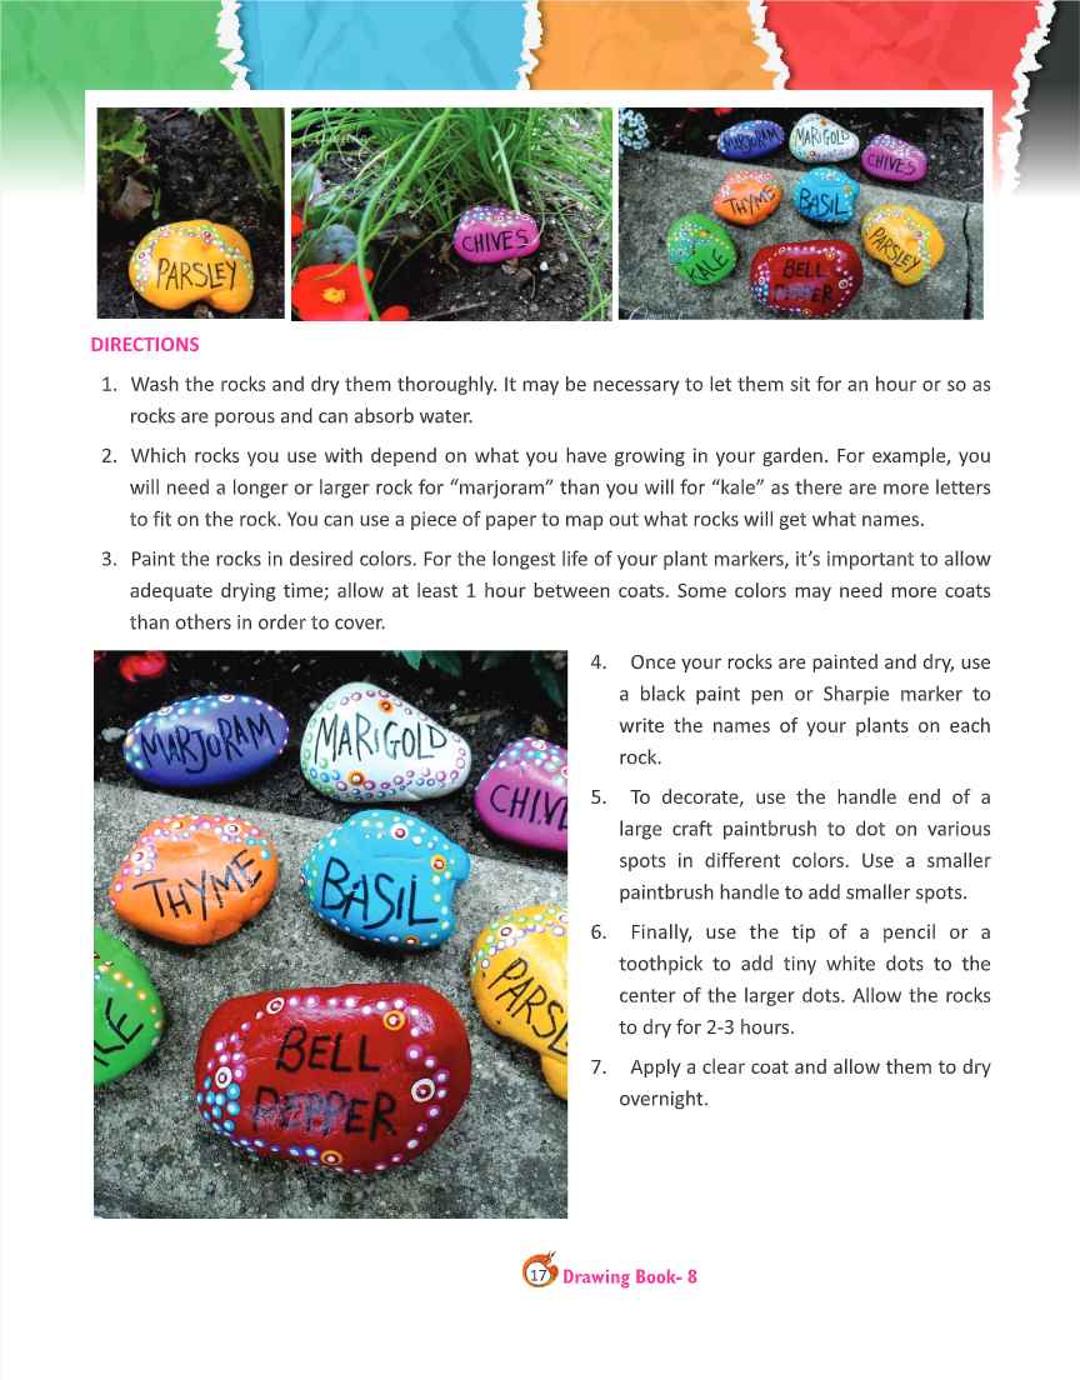 PARSLEY
CHIVES
MARJORAM
MARIGOLD
CHIVES
THYME
BASIL
PARSLEY
KALE
BELL
PEPPER
DIRECTIONS
1. Wash the rocks and dry them thoroughly. It may be necessary to let them sit for an hour or so as
rocks are porous and can absorb water.
2. Which rocks you use with depend on what you have growing in your garden. For example, you
will need a longer or larger rock for “marjoram” than you will for “kale” as there are more letters
to fit on the rock. You can use a piece of paper to map out what rocks will get what names.
3. Paint the rocks in desired colors. For the longest life of your plant markers, it’s important to allow
adequate drying time; allow at least 1 hour between coats. Some colors may need more coats
than others in order to cover.
MARJORAM
MARIGOLD
CHIV
THYME
BASIL
PARSL
LE
BELL
PEPPER
4. Once your rocks are painted and dry, use
a black paint pen or Sharpie marker to
write the names of your plants on each
rock.
5. To decorate, use the handle end of a
large craft paintbrush to dot on various
spots in different colors. Use a smaller
paintbrush handle to add smaller spots.
6. Finally, use the tip of a pencil or a
toothpick to add tiny white dots to the
center of the larger dots. Allow the rocks
to dry for 2-3 hours.
7. Apply a clear coat and allow them to dry
overnight.
17 Drawing Book- 8